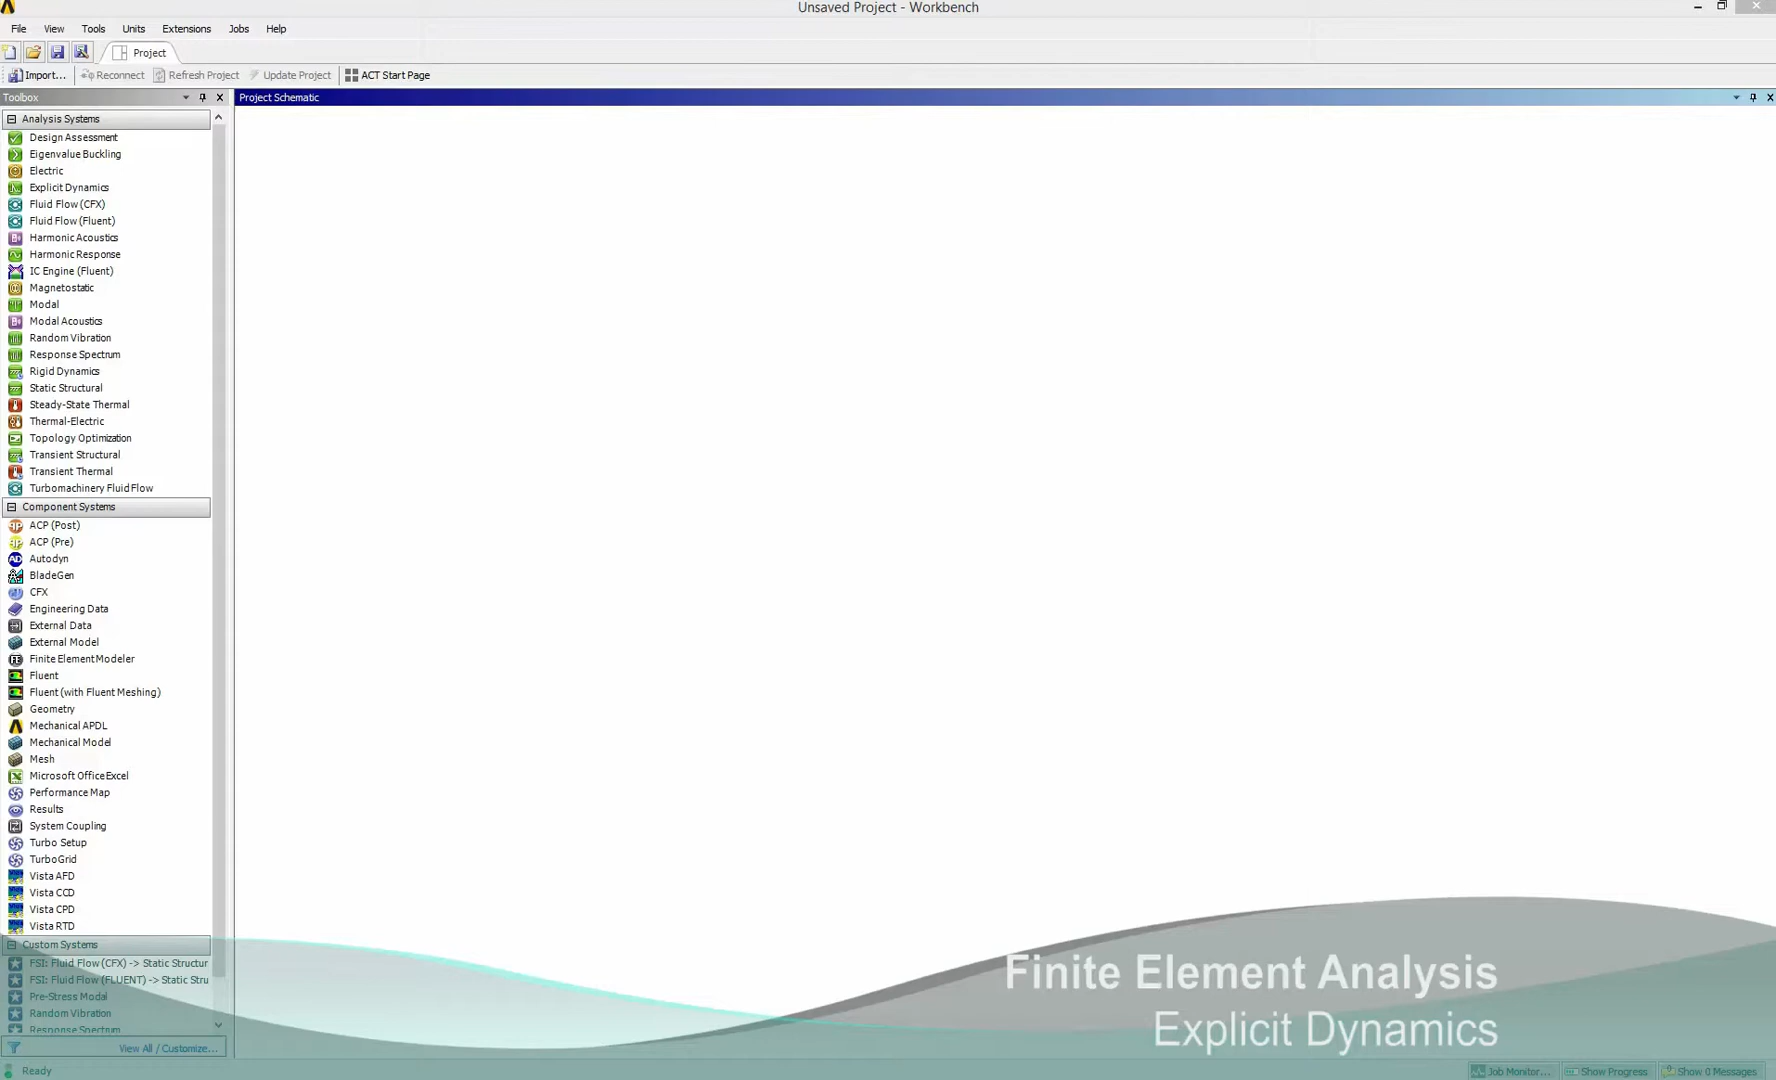 Unsaved Project - Workbench
File View Tools Units Extensions Jobs Help
Project
Import... Reconnect Refresh Project Update Project ACT Start Page
Toolbox
Project Schematic
Analysis Systems
Design Assessment
Eigenvalue Buckling
Electric
Explicit Dynamics
Fluid Flow (CFX)
Fluid Flow (Fluent)
Harmonic Acoustics
Harmonic Response
IC Engine (Fluent)
Magnetostatic
Modal
Modal Acoustics
Random Vibration
Response Spectrum
Rigid Dynamics
Static Structural
Steady-State Thermal
Thermal-Electric
Topology Optimization
Transient Structural
Transient Thermal
Turbomachinery Fluid Flow
Component Systems
ACP (Post)
ACP (Pre)
Autodyn
BladeGen
CFX
Engineering Data
External Data
External Model
Finite Element Modeler
Fluent
Fluent (with Fluent Meshing)
Geometry
Mechanical APDL
Mechanical Model
Mesh
Microsoft Office Excel
Performance Map
Results
System Coupling
Turbo Setup
TurboGrid
Vista AFD
Vista CCD
Vista CPD
Vista RTD
Custom Systems
FSI: Fluid Flow (CFX) -> Static Structur
FSI: Fluid Flow (FLUENT) -> Static Stru
Pre-Stress Modal
Random Vibration
Response Spectrum
View All / Customize...
Finite Element Analysis
Explicit Dynamics
Ready
Job Monitor... Show Progress Show 0 Messages